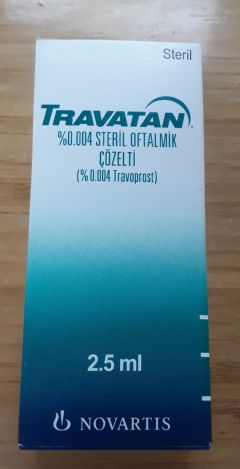 Steril
TRAVATAN
%0.004 STERİL OFTALMİK
ÇÖZELTİ
(%0.004 Travoprost)
2.5 ml
NOVARTIS